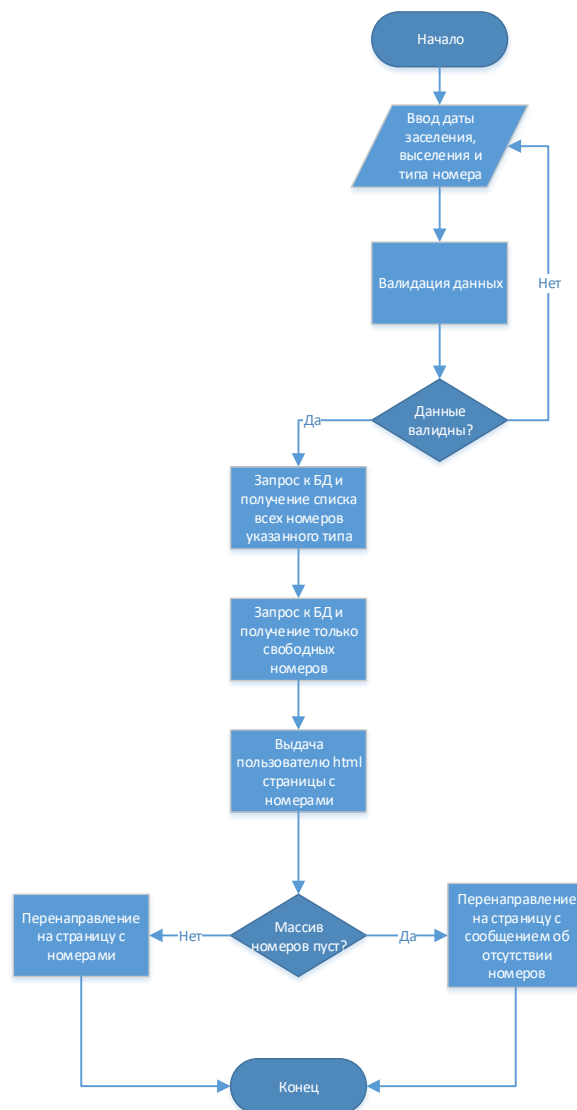 Начало
Ввод даты
заселения,
выселения и
типа номера
Валидация данных
Нет
Данные
валидны?
Да
Запрос к БД и
получение списка
всех номеров
указанного типа
Запрос к БД и
получение только
свободных
номеров
Выдача
пользователю html
страницы с
номерами
Перенаправление
на страницу с
номерами
Нет
Массив
номеров пуст?
Да
Перенаправление
на страницу с
сообщением об
отсутствии
номеров
Конец